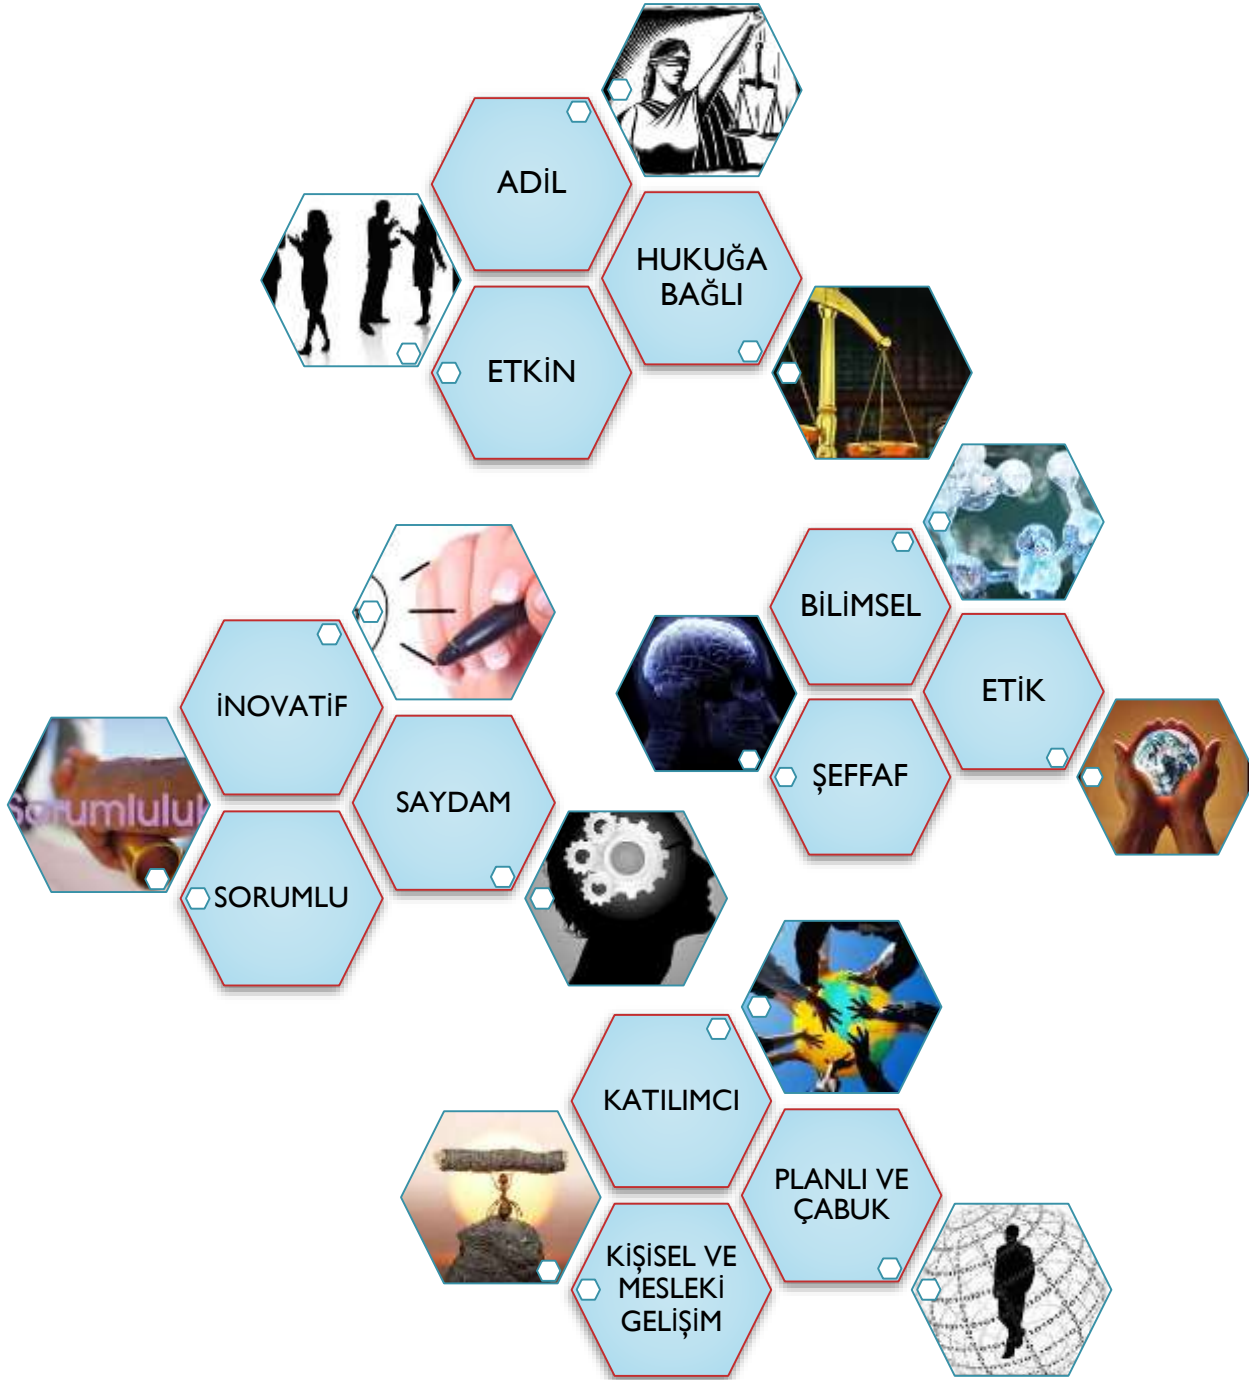 ADİL
HUKUĞA
BAĞLI
ETKİN
BİLİMSEL
ETİK
ŞEFFAF
İNOVATİF
SAYDAM
Sorumluluk
SORUMLU
KATILIMCI
PLANLI VE
ÇABUK
KİŞİSEL VE
MESLEKİ
GELİŞİM